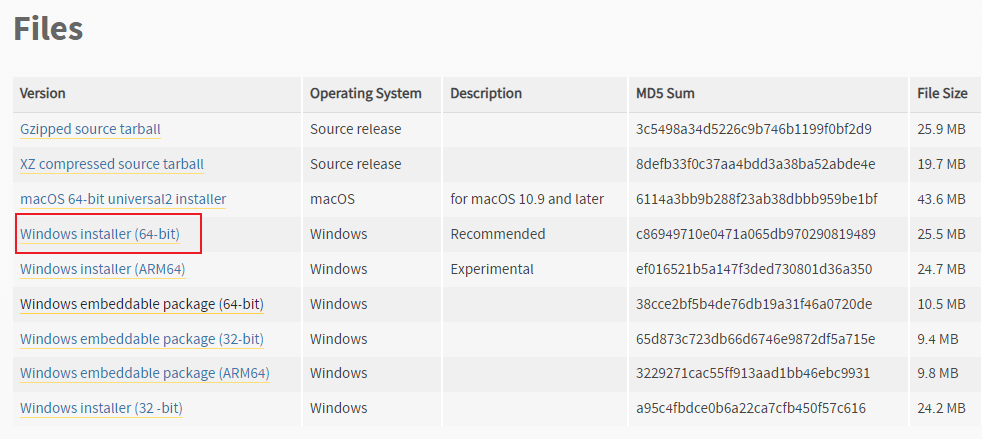 Files
Version Operating System Description MD5 Sum File Size
Gzipped source tarball Source release 3c5498a34d5226c9b746b1199f0bf2d9 25.9 MB
XZ compressed source tarball Source release 8defb33f0c37aa4bdd3a38ba52abde4e 19.7 MB
macOS 64-bit universal2 installer macOS for macOS 10.9 and later 6114a3bb9b288f23ab38dbbb959be1bf 43.6 MB
Windows installer (64-bit) Windows Recommended c86949710e0471a065db970290819489 25.5 MB
Windows installer (ARM64) Windows Experimental ef016521b5a147f3ded730801d36a350 24.7 MB
Windows embeddable package (64-bit) Windows 38cce2bf5b4de76db19a31f46a0720de 10.5 MB
Windows embeddable package (32-bit) Windows 65d873c723db66d6746e9872df5a715e 9.4 MB
Windows embeddable package (ARM64) Windows 3229271cac55ff913aad1bb46ebc9931 9.8 MB
Windows installer (32 -bit) Windows a95c4fbdce0b6a22ca7cfb450f57c616 24.2 MB